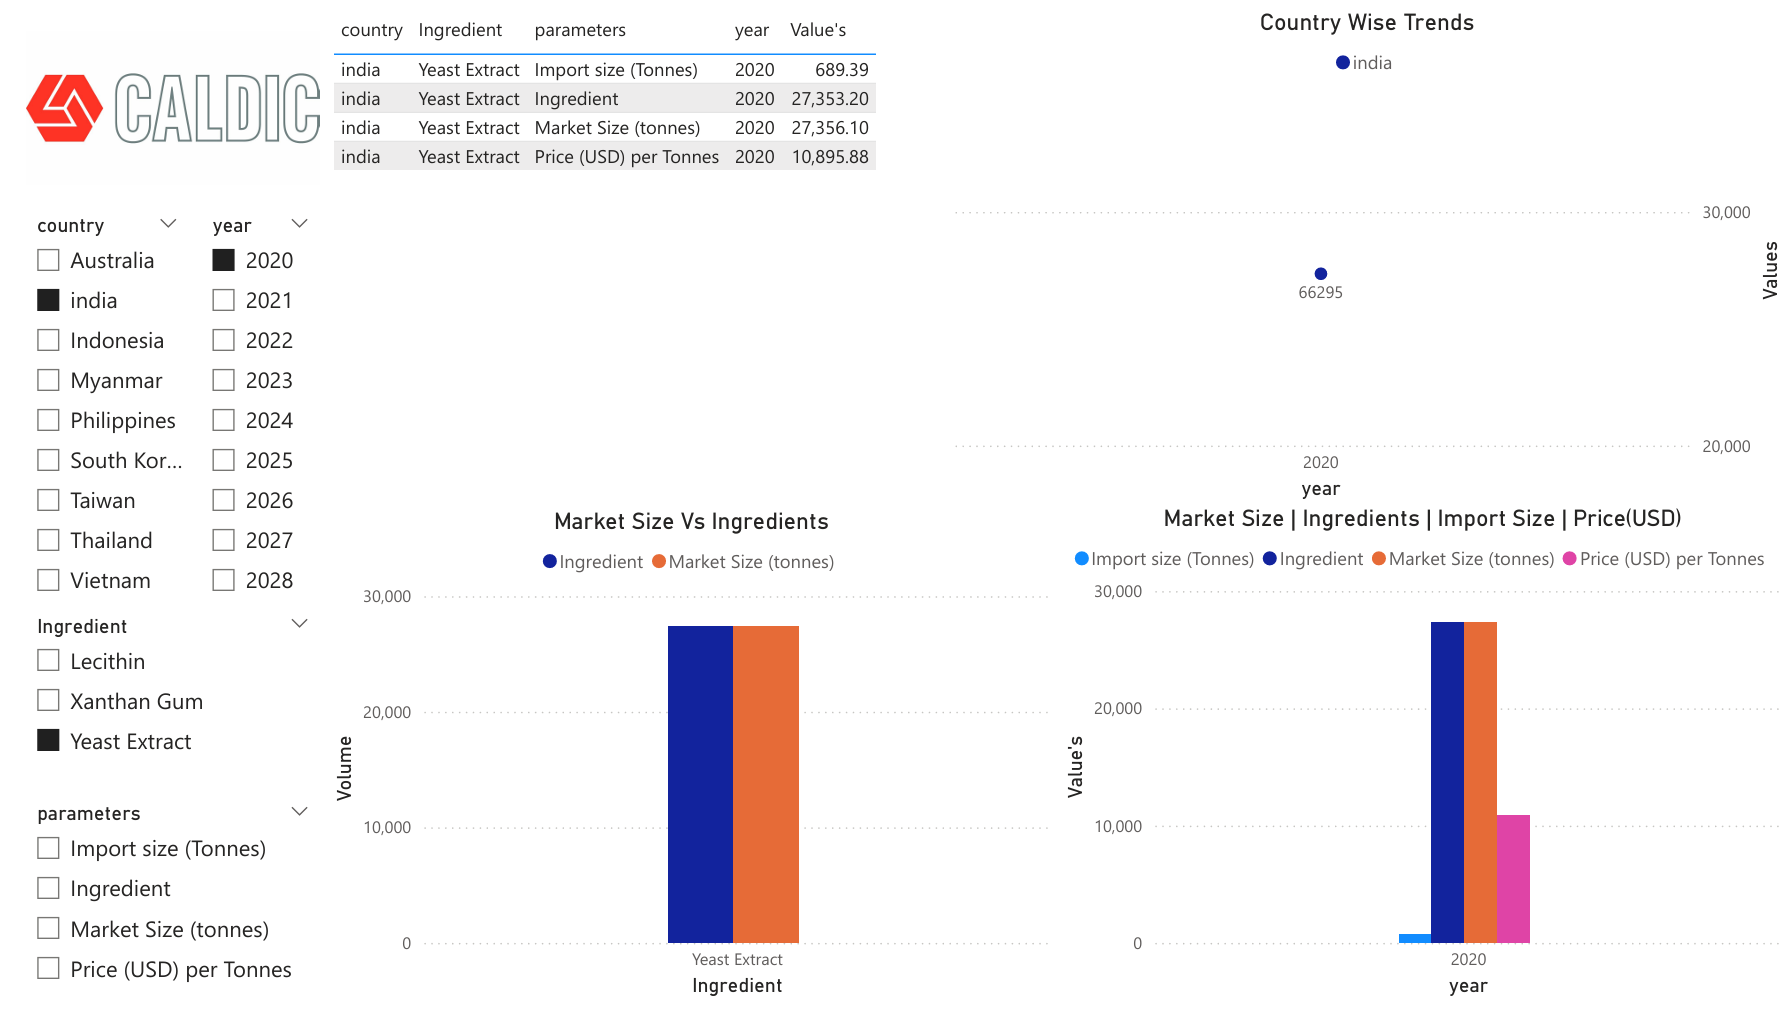 CALDIC
country Ingredient parameters year Value's
india Yeast Extract Import size (Tonnes) 2020 689.39
india Yeast Extract Ingredient 2020 27,353.20
india Yeast Extract Market Size (tonnes) 2020 27,356.10
india Yeast Extract Price (USD) per Tonnes 2020 10,895.88
country
Australia
india
Indonesia
Myanmar
Philippines
South Kor...
Taiwan
Thailand
Vietnam
year
2020
2021
2022
2023
2024
2025
2026
2027
2028
Ingredient
Lecithin
Xanthan Gum
Yeast Extract
parameters
Import size (Tonnes)
Ingredient
Market Size (tonnes)
Price (USD) per Tonnes
Country Wise Trends
india
30,000
66295
20,000
Values
2020
year
Market Size Vs Ingredients
Ingredient Market Size (tonnes)
30,000
20,000
10,000
0
Volume
Yeast Extract
Ingredient
Market Size | Ingredients | Import Size | Price(USD)
Import size (Tonnes) Ingredient Market Size (tonnes) Price (USD) per Tonnes
30,000
20,000
10,000
0
Value's
2020
year